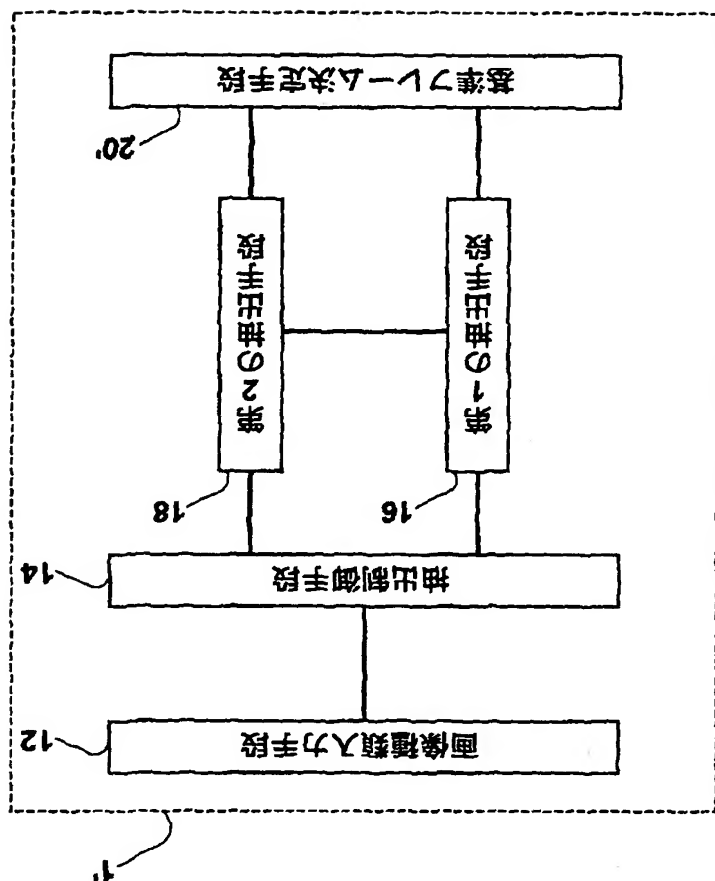 1'
画像種類入力手段
12
抽出制御手段
14
16
第1の抽出手段
18
第2の抽出手段
20'
基準フレーム決定手段